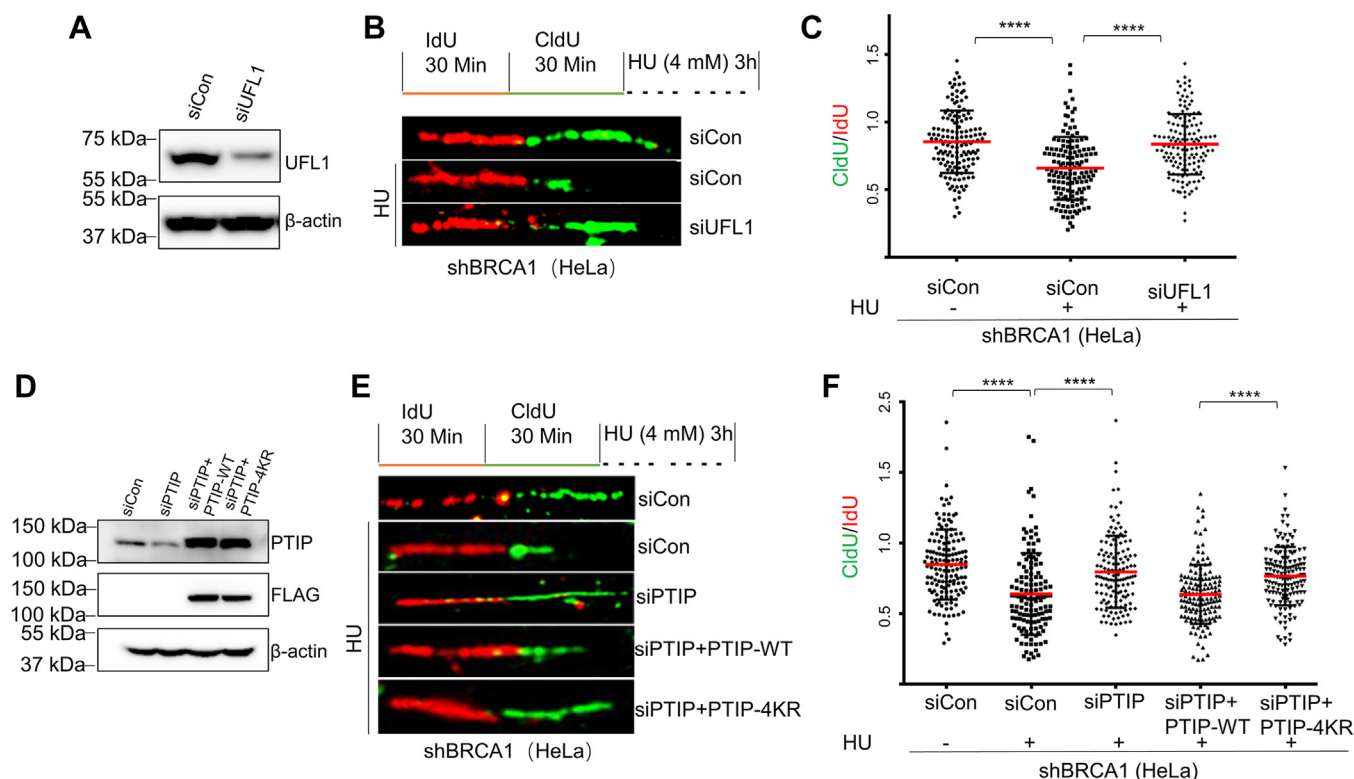 A
siCon
siUFL1
75 kDa
55 kDa
UFL1
55 kDa
37 kDa
β-actin
B
IdU
30 Min
CldU
30 Min
HU (4 mM) 3h
siCon
HU
siCon
siUFL1
shBRCA1 (HeLa)
C
****
****
CldU/IdU
1.5
1.0
0.5
siCon
siCon
siUFL1
HU
-
+
+
shBRCA1 (HeLa)
D
siCon
siPTIP
siPTIP+
PTIP-WT
siPTIP+
PTIP-4KR
150 kDa
100 kDa
PTIP
150 kDa
100 kDa
FLAG
55 kDa
37 kDa
β-actin
E
IdU
30 Min
CldU
30 Min
HU (4 mM) 3h
siCon
HU
siCon
siPTIP
siPTIP+PTIP-WT
siPTIP+PTIP-4KR
shBRCA1 (HeLa)
F
****
****
****
CldU/IdU
2.5
1.5
1.0
0.5
siCon
siCon
siPTIP
siPTIP+
PTIP-WT
siPTIP+
PTIP-4KR
HU
-
+
+
+
+
shBRCA1 (HeLa)